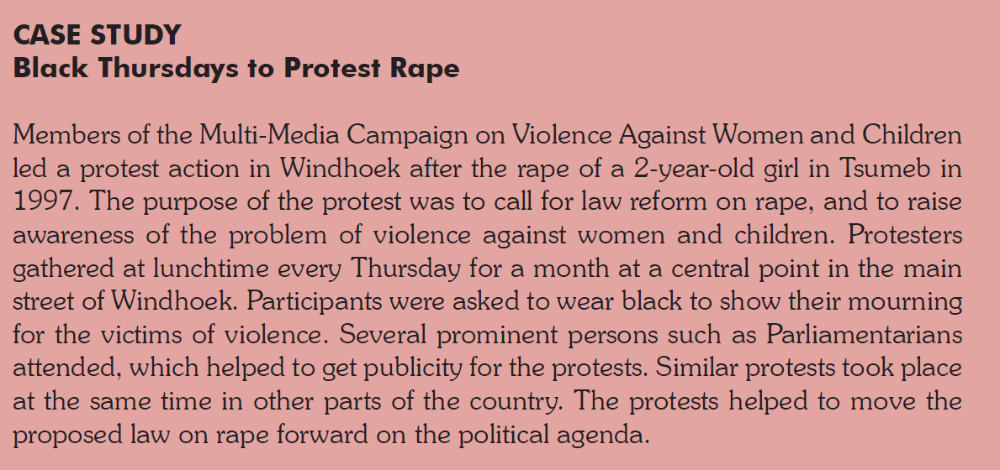 CASE STUDY
Black Thursdays to Protest Rape
Members of the Multi-Media Campaign on Violence Against Women and Children
led a protest action in Windhoek after the rape of a 2-year-old girl in Tsumeb in
1997. The purpose of the protest was to call for law reform on rape, and to raise
awareness of the problem of violence against women and children. Protesters
gathered at lunchtime every Thursday for a month at a central point in the main
street of Windhoek. Participants were asked to wear black to show their mourning
for the victims of violence. Several prominent persons such as Parliamentarians
attended, which helped to get publicity for the protests. Similar protests took place
at the same time in other parts of the country. The protests helped to move the
proposed law on rape forward on the political agenda.